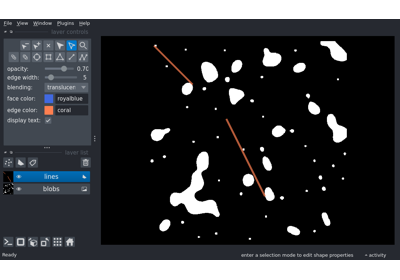 File View Window Plugins Help
layer controls
opacity: 0.70
edge width: 5
blending: translucen
face color: royalblue
edge color: coral
display text:
layer list
lines
blobs
Ready
enter a selection mode to edit shape properties
activity